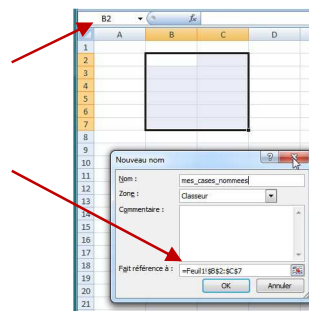 B2 fx
A B C D
1
2
3
4
5
6
7
8
9
10
11
12
13
14
15
16
17
18
19
20
21
Nouveau nom
Nom : mes_cases_nommees
Zone : Classeur
Commentaire :
Fait référence à : =Feuil1!$B$2:$C$7
OK Annuler